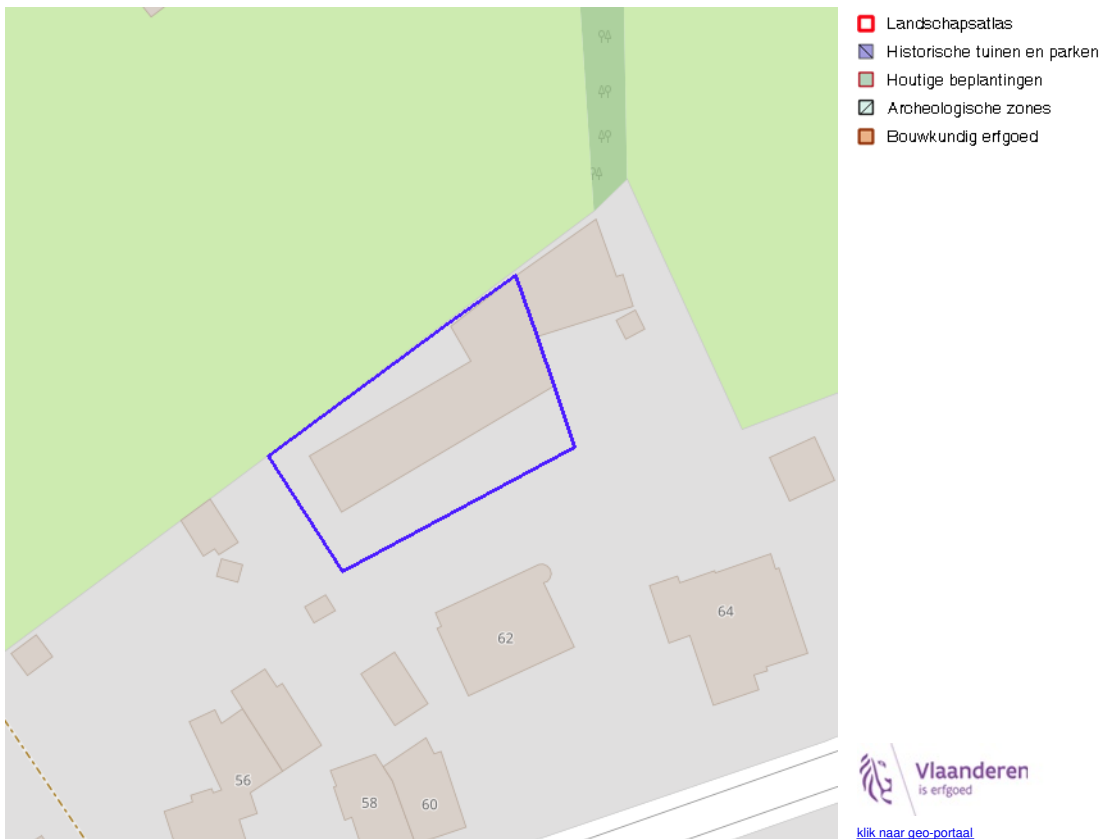 Landschapsatlas
Historische tuinen en parken
Houtige beplantingen
Archeologische zones
Bouwkundig erfgoed
62
64
56
58
60
Vlaanderen
is erfgoed
klik naar geo-portaal